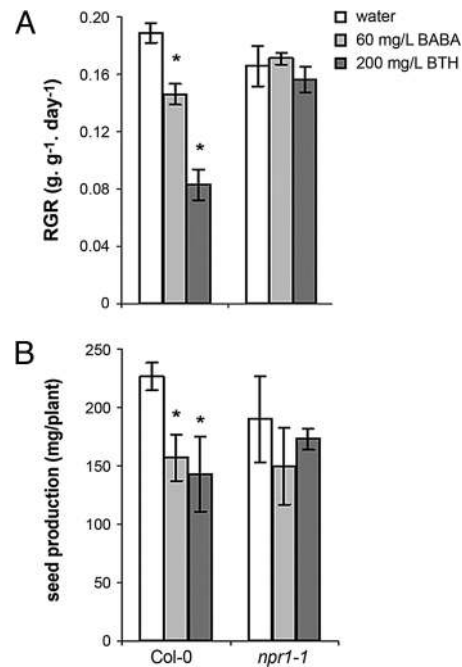 A
water
60 mg/L BABA
200 mg/L BTH
RGR (g. g-1. day-1)
0.20
0.16
0.12
0.08
0.04
0
*
*
B
seed production (mg/plant)
250
200
150
100
50
0
*
*
Col-0
npr1-1